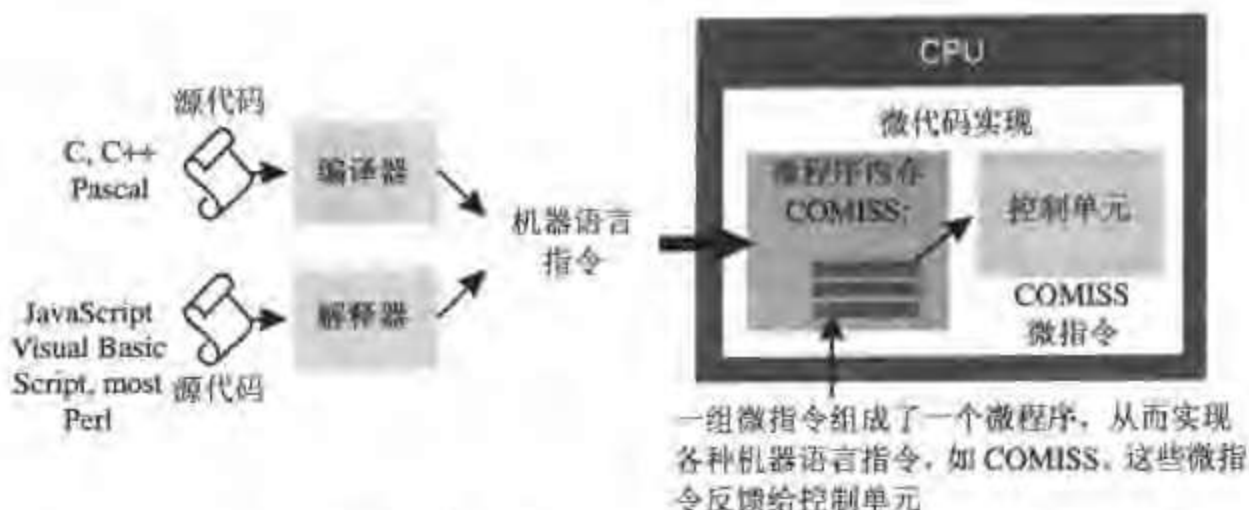 源代码
C, C++
Pascal
编译器
机器语言
指令
JavaScript
Visual Basic
Script, most
Perl
源代码
解释器
CPU
微代码实现
微程序内存
COMISS:
控制单元
COMISS
微指令
一组微指令组成了一个微程序，从而实现
各种机器语言指令，如 COMISS。这些微指
令反馈给控制单元